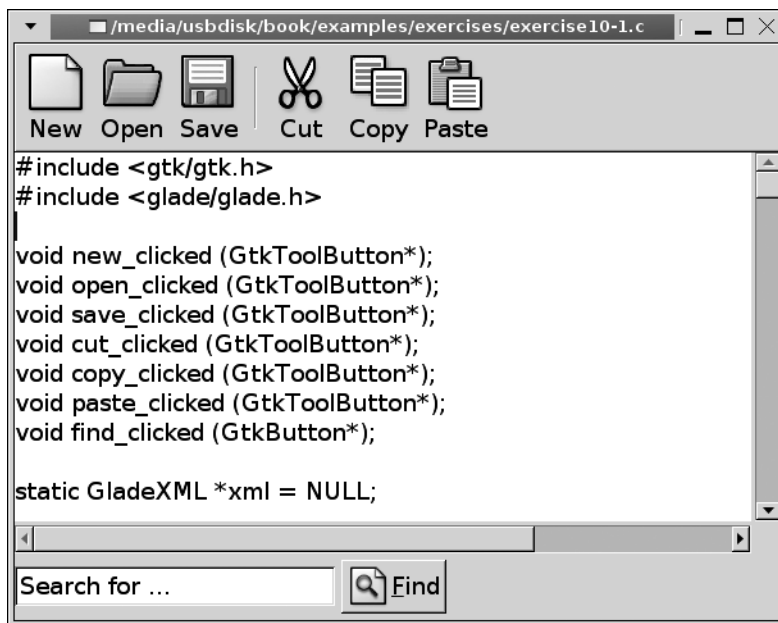 /media/usbdisk/book/examples/exercises/exercise10-1.c
New Open Save Cut Copy Paste
#include <gtk/gtk.h>
#include <glade/glade.h>
void new_clicked (GtkToolButton*);
void open_clicked (GtkToolButton*);
void save_clicked (GtkToolButton*);
void cut_clicked (GtkToolButton*);
void copy_clicked (GtkToolButton*);
void paste_clicked (GtkToolButton*);
void find_clicked (GtkButton*);
static GladeXML *xml = NULL;
Search for ... Find